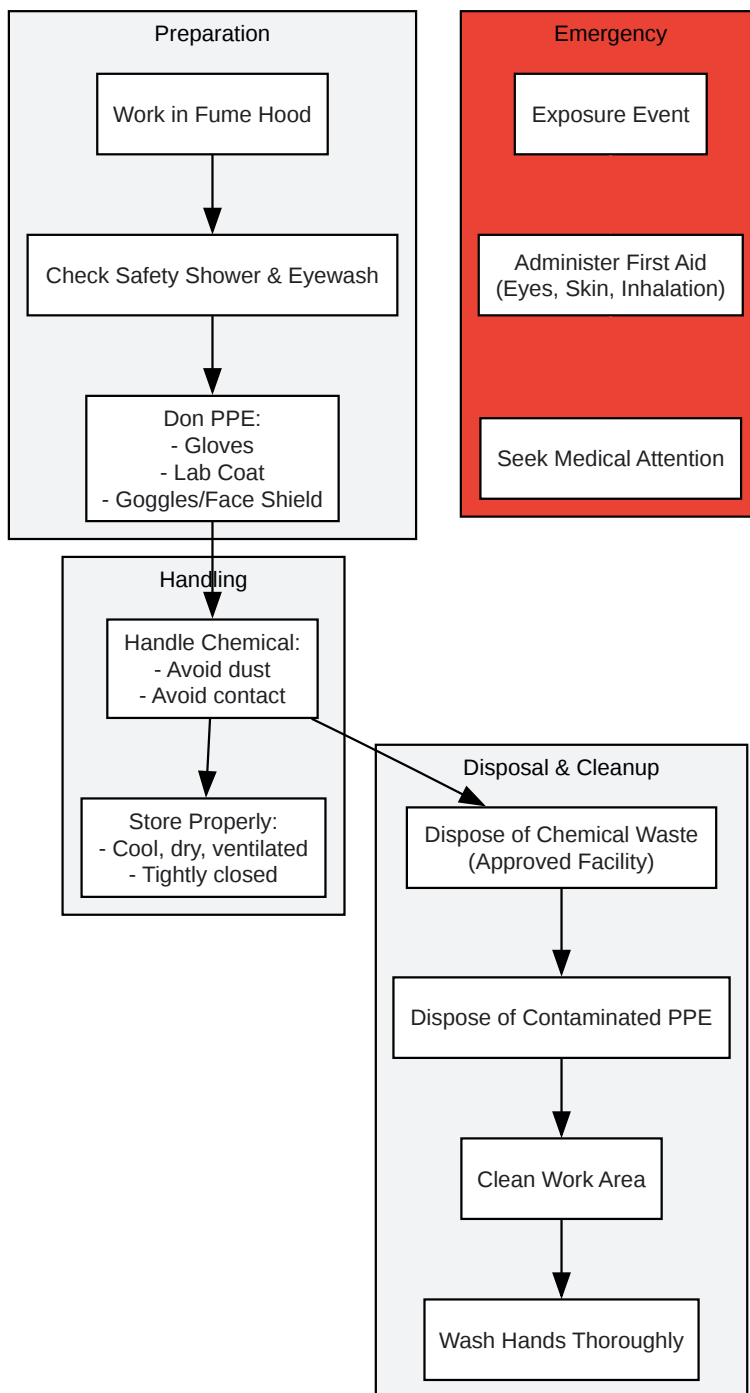 Preparation
Work in Fume Hood
Check Safety Shower & Eyewash
Don PPE:
- Gloves
- Lab Coat
- Goggles/Face Shield
Emergency
Exposure Event
Administer First Aid
(Eyes, Skin, Inhalation)
Seek Medical Attention
Handling
Handle Chemical:
- Avoid dust
- Avoid contact
Store Properly:
- Cool, dry, ventilated
- Tightly closed
Disposal & Cleanup
Dispose of Chemical Waste
(Approved Facility)
Dispose of Contaminated PPE
Clean Work Area
Wash Hands Thoroughly